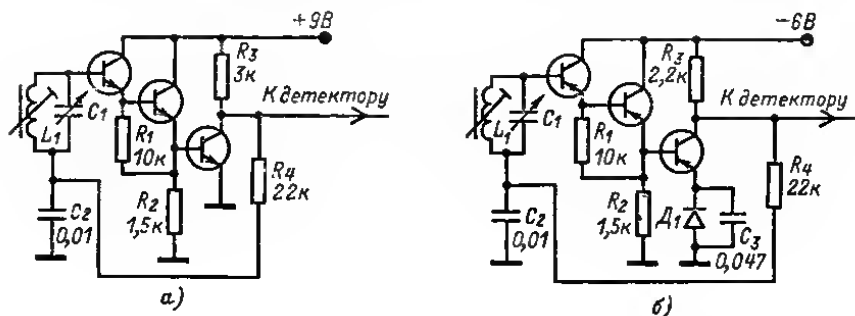 +9В
R3
3к
К детектору
C1
L1
R1
10к
R4
22к
C2
0,01
R2
1,5к
а)
−6В
R3
2,2к
К детектору
C1
L1
R1
10к
R4
22к
C2
0,01
R2
1,5к
Д1
C3
0,047
б)